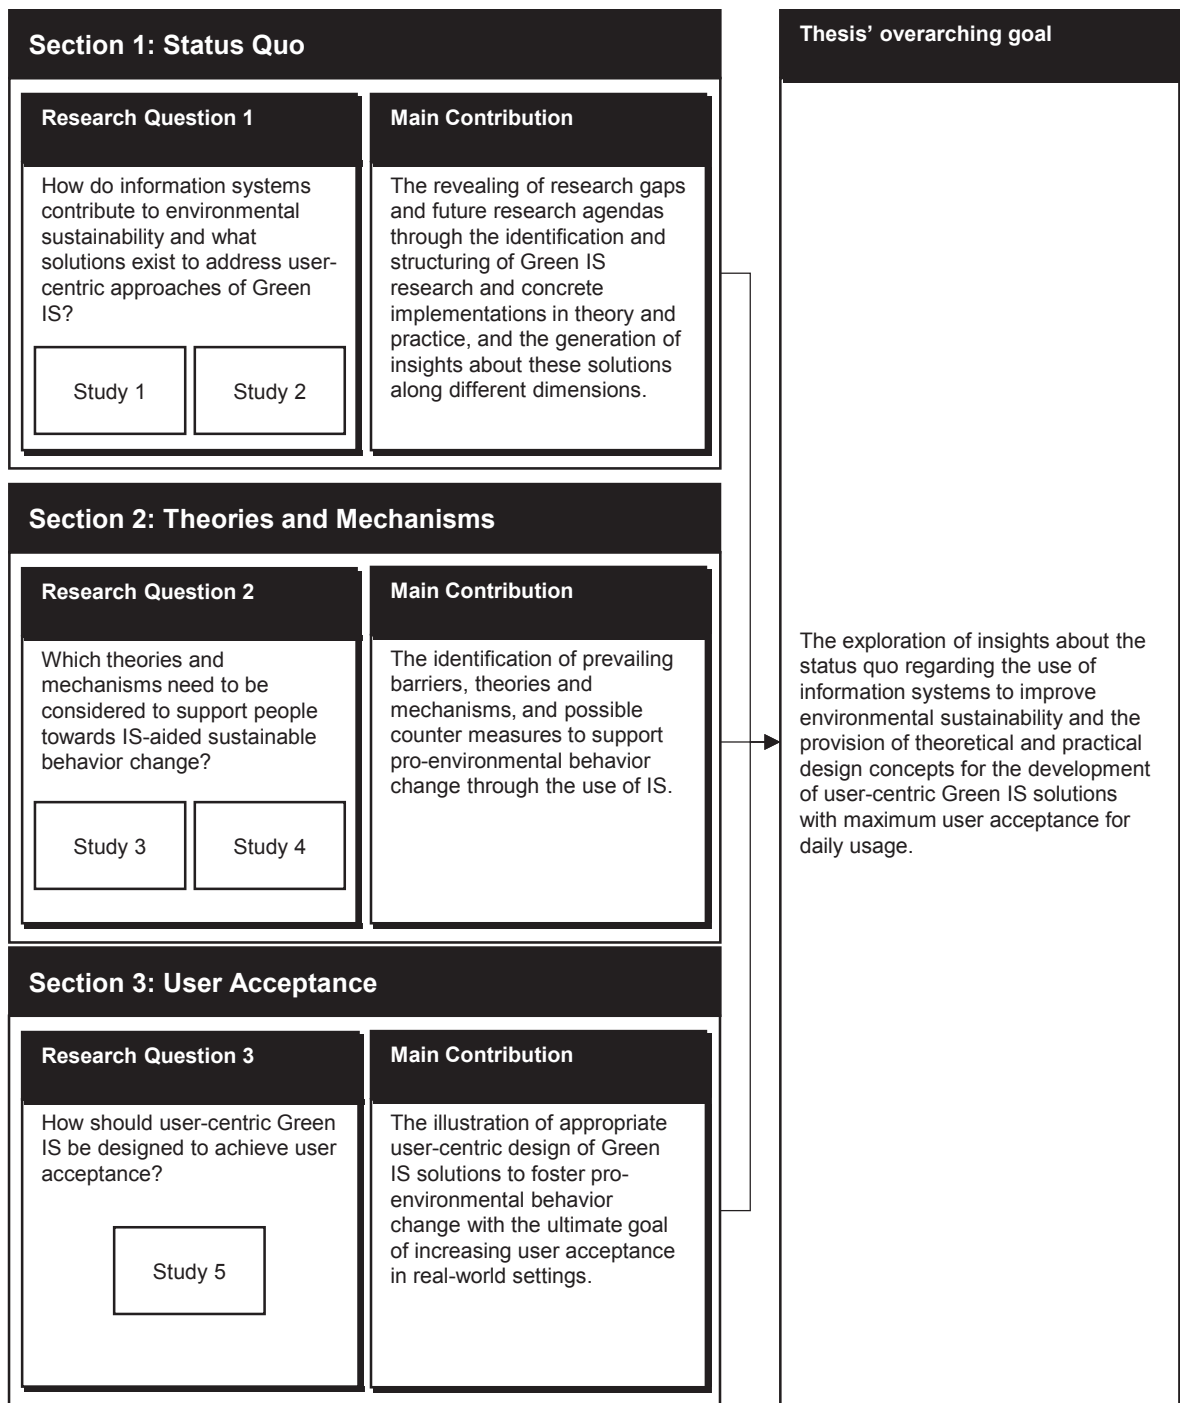 Section 1: Status Quo
Research Question 1
How do information systems
contribute to environmental
sustainability and what
solutions exist to address user-
centric approaches of Green
IS?
Study 1
Study 2
Main Contribution
The revealing of research gaps
and future research agendas
through the identification and
structuring of Green IS
research and concrete
implementations in theory and
practice, and the generation of
insights about these solutions
along different dimensions.
Section 2: Theories and Mechanisms
Research Question 2
Which theories and
mechanisms need to be
considered to support people
towards IS-aided sustainable
behavior change?
Study 3
Study 4
Main Contribution
The identification of prevailing
barriers, theories and
mechanisms, and possible
counter measures to support
pro-environmental behavior
change through the use of IS.
Section 3: User Acceptance
Research Question 3
How should user-centric Green
IS be designed to achieve user
acceptance?
Study 5
Main Contribution
The illustration of appropriate
user-centric design of Green
IS solutions to foster pro-
environmental behavior
change with the ultimate goal
of increasing user acceptance
in real-world settings.
Thesis’ overarching goal
The exploration of insights about the
status quo regarding the use of
information systems to improve
environmental sustainability and the
provision of theoretical and practical
design concepts for the development
of user-centric Green IS solutions
with maximum user acceptance for
daily usage.